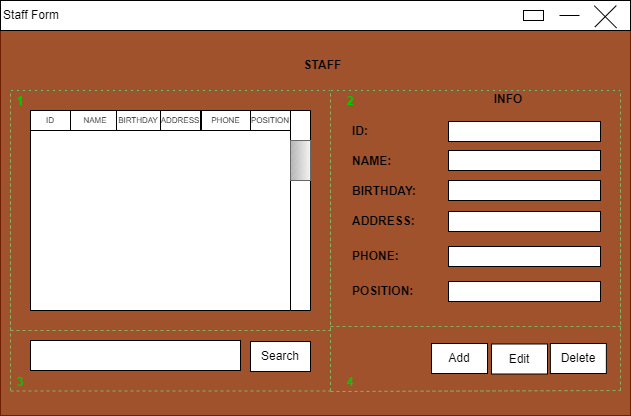 Staff Form
STAFF
1
ID NAME BIRTHDAY ADDRESS PHONE POSITION
2
INFO
ID:
NAME:
BIRTHDAY:
ADDRESS:
PHONE:
POSITION:
Search
3
Add Edit Delete
4